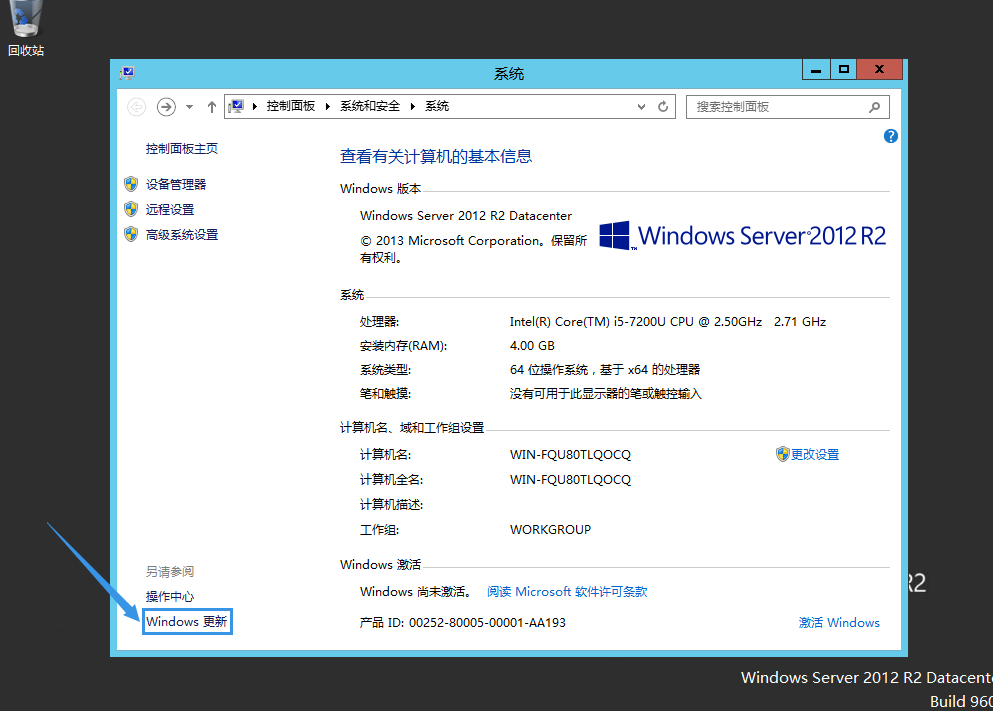 回收站
系统
控制面板 系统和安全 系统
搜索控制面板
控制面板主页
设备管理器
远程设置
高级系统设置
查看有关计算机的基本信息
Windows 版本
Windows Server 2012 R2 Datacenter
© 2013 Microsoft Corporation。保留所
有权利。
Windows Server 2012 R2
系统
处理器: Intel(R) Core(TM) i5-7200U CPU @ 2.50GHz 2.71 GHz
安装内存(RAM): 4.00 GB
系统类型: 64 位操作系统，基于 x64 的处理器
笔和触摸: 没有可用于此显示器的笔或触控输入
计算机名、域和工作组设置
计算机名: WIN-FQU80TLQOCQ 更改设置
计算机全名: WIN-FQU80TLQOCQ
计算机描述:
工作组: WORKGROUP
Windows 激活
Windows 尚未激活。 阅读 Microsoft 软件许可条款
产品 ID: 00252-80005-00001-AA193 激活 Windows
另请参阅
操作中心
Windows 更新
R2
Windows Server 2012 R2 Datacente
Build 960